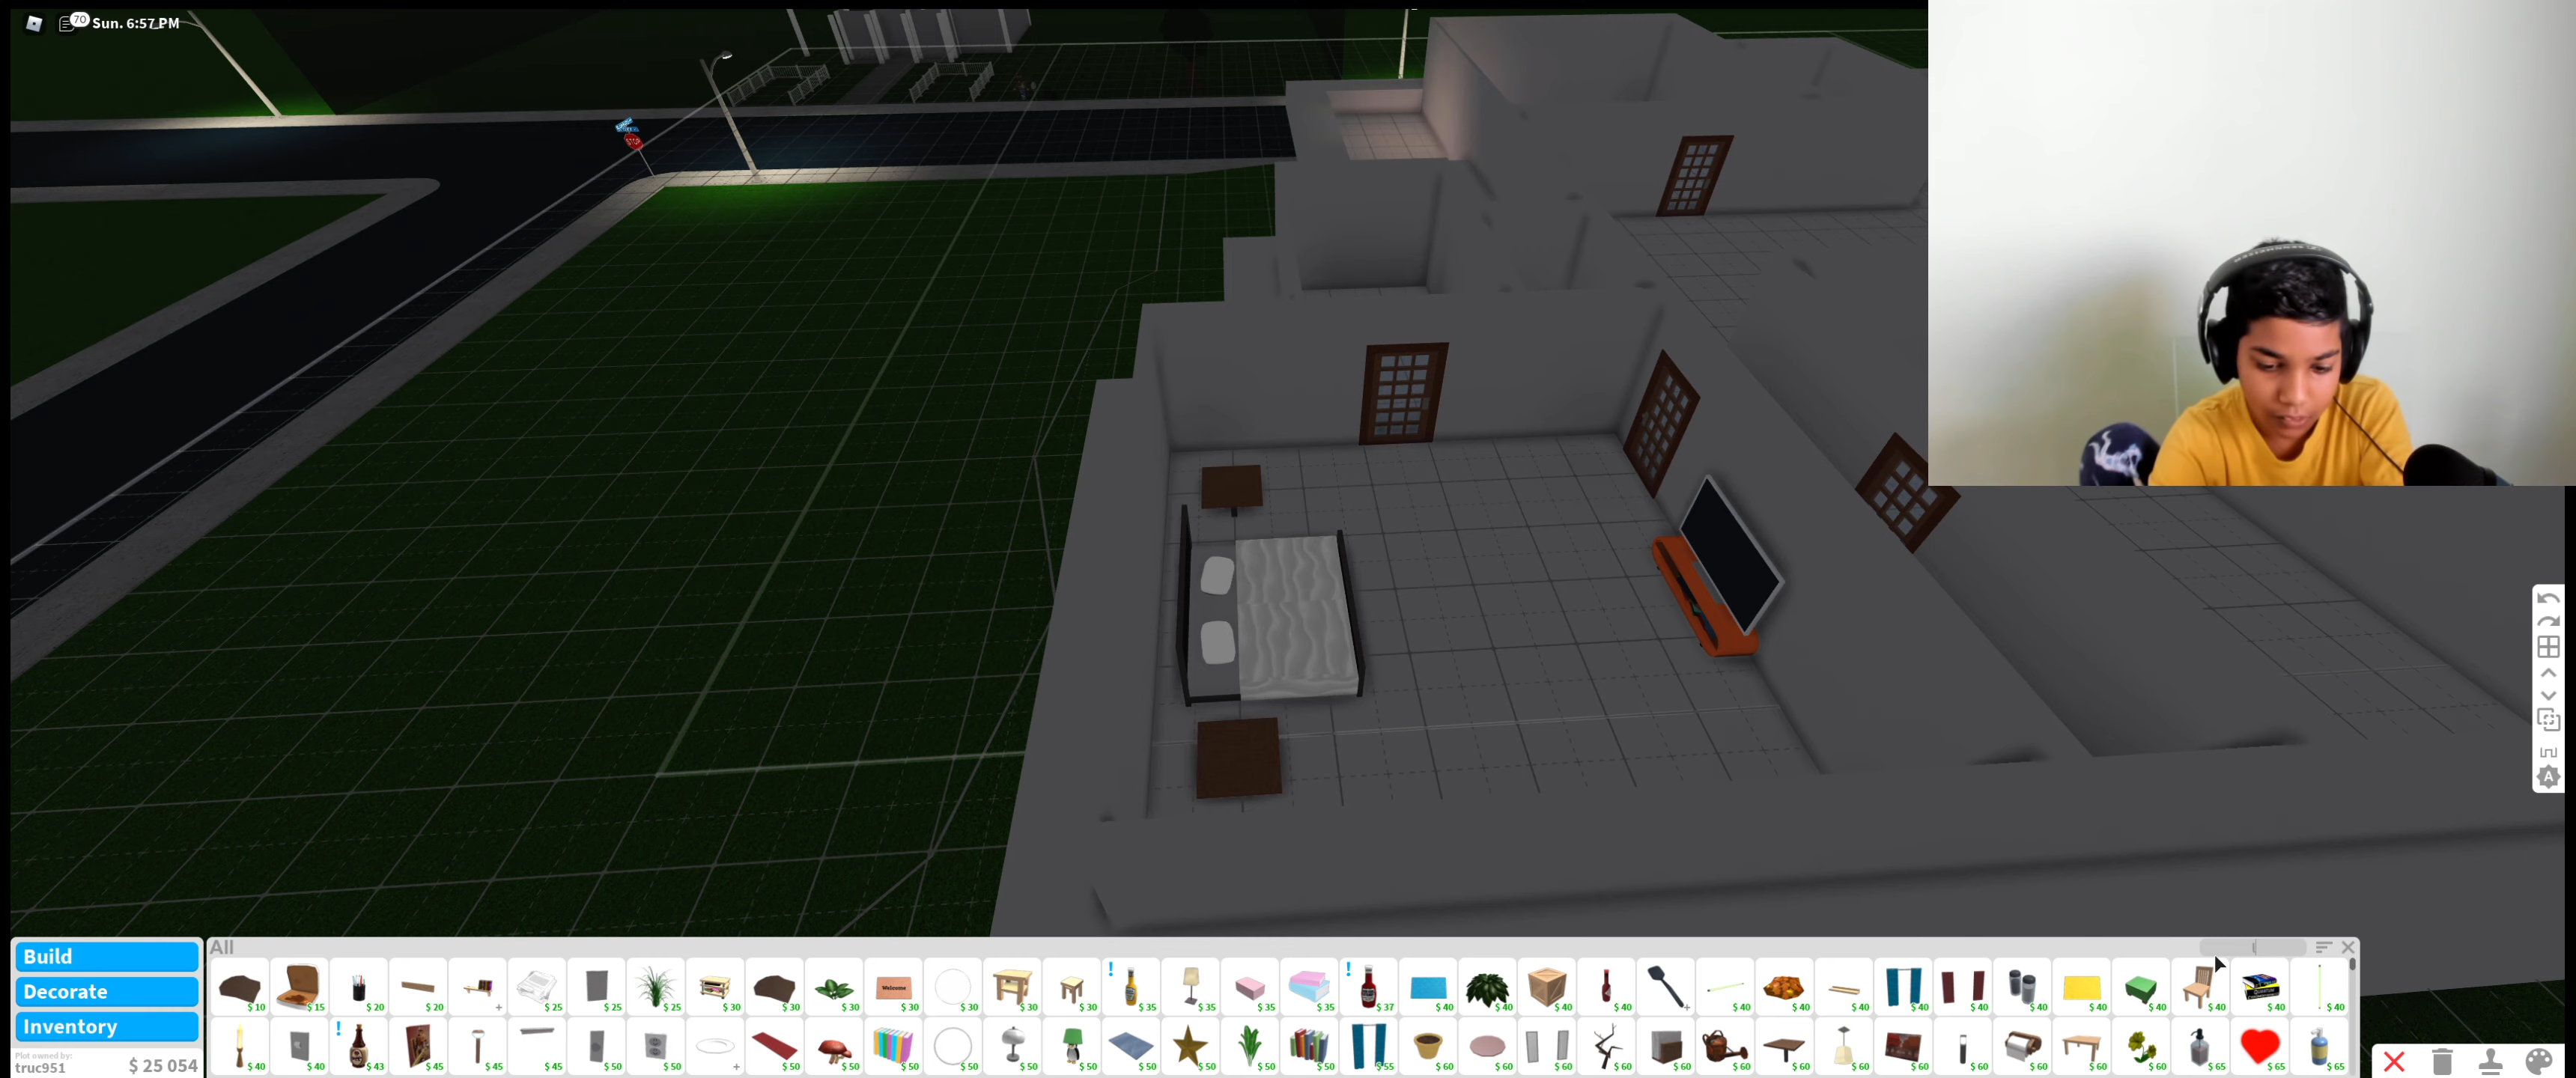 70 Sun. 6:57 PM
STOP
All
Build
Decorate
Inventory
Plot owned by:
truc951
$ 25 054
$ 10 $ 15 $ 20 $ 20 + $ 25 $ 25 $ 25 $ 30 $ 30 $ 30 $ 30 $ 30 $ 30 $ 30 ! $ 35 $ 35 $ 35 $ 35 ! $ 37 $ 40 $ 40 $ 40 $ 40 + $ 40 $ 40 $ 40 $ 40 $ 40 $ 40 $ 40 $ 40 $ 40 $ 40 $ 40
Welcome
$ 40 $ 40 ! $ 43 $ 45 $ 45 $ 45 $ 50 $ 50 + $ 50 $ 50 $ 50 $ 50 $ 50 $ 50 $ 50 $ 50 $ 50 $ 50 $ 55 $ 60 $ 60 $ 60 $ 60 $ 60 $ 60 $ 60 $ 60 $ 60 $ 60 $ 60 $ 60 $ 60 $ 65 $ 65 $ 65
A